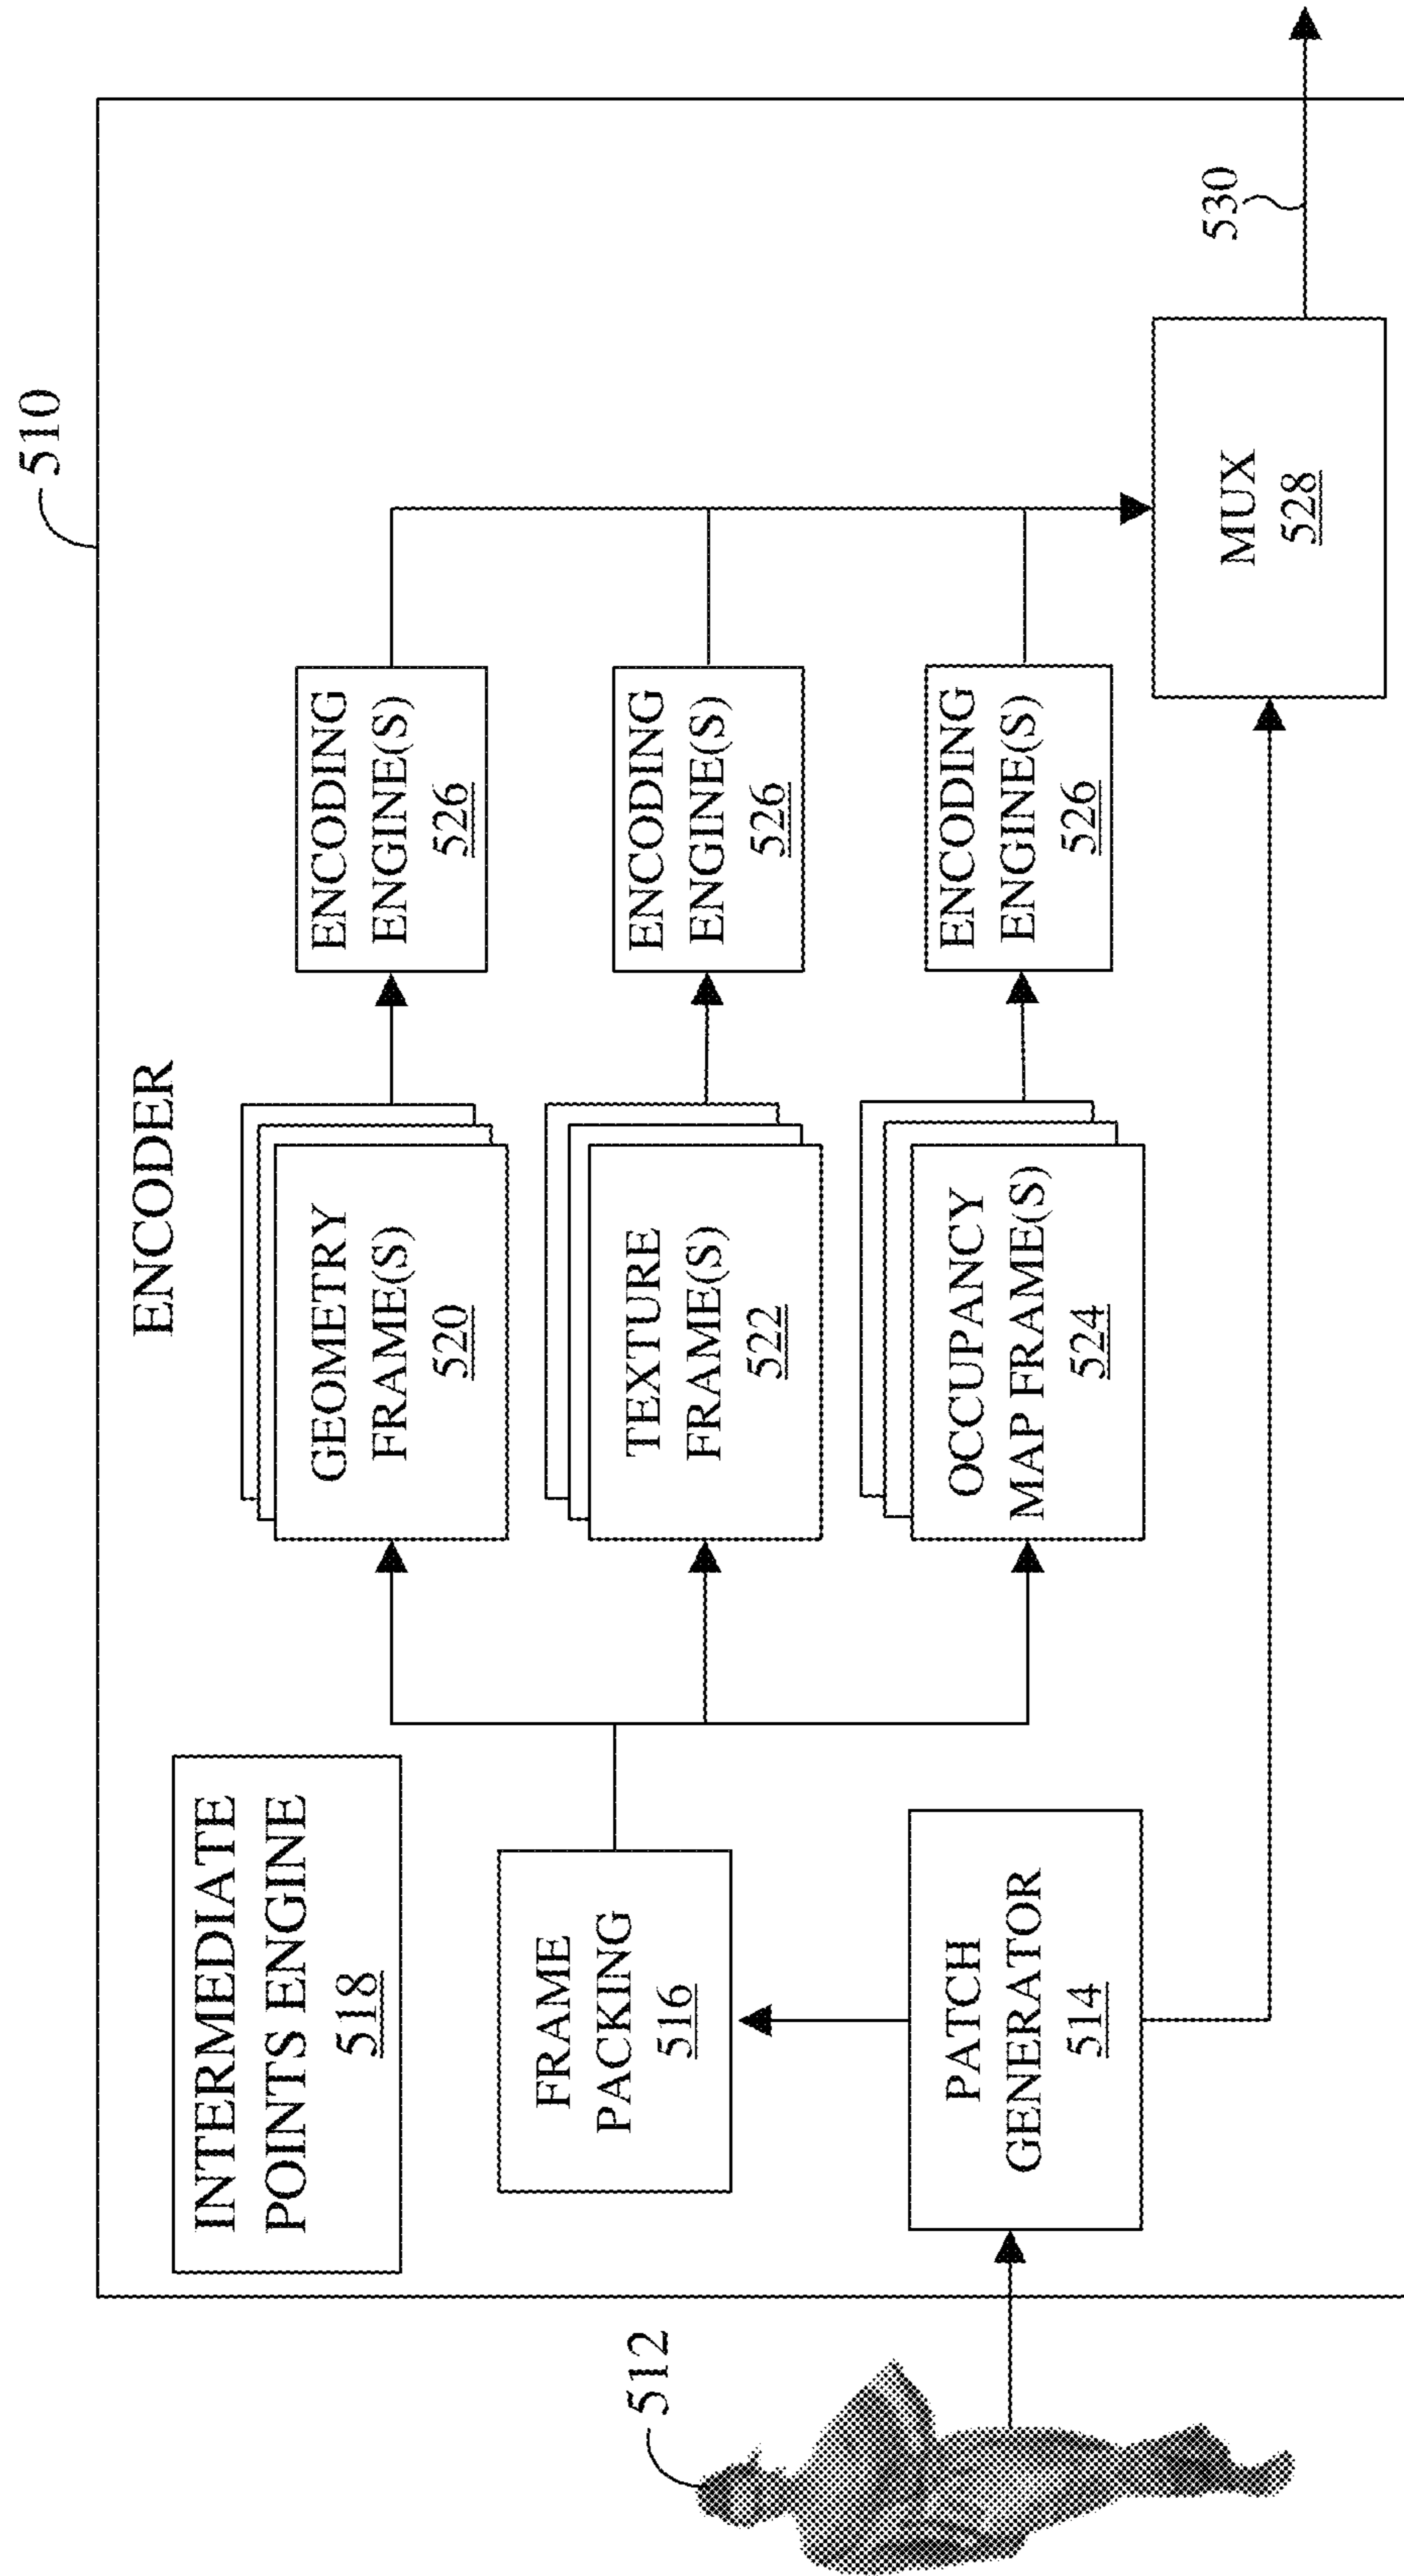 510
ENCODER
INTERMEDIATE
POINTS ENGINE
518
GEOMETRY
FRAME(S)
520
ENCODING
ENGINE(S)
526
512
FRAME
PACKING
516
TEXTURE
FRAME(S)
522
ENCODING
ENGINE(S)
526
PATCH
GENERATOR
514
OCCUPANCY
MAP FRAME(S)
524
ENCODING
ENGINE(S)
526
MUX
528
530